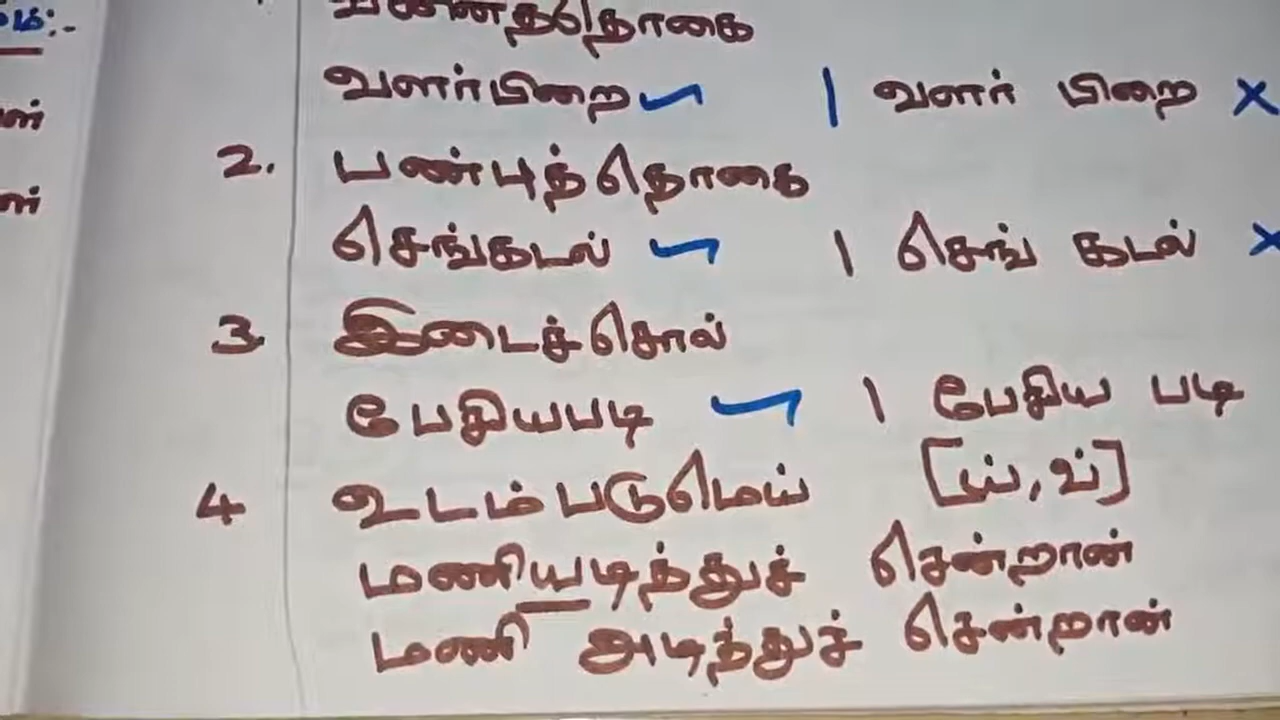 ம்:-
வினைத்தொகை
வளர்பிறை ✓ | வளர் பிறை ×
ள்
2. பண்புத்தொகை
ள்
செங்கடல் ✓ | செங் கடல் ×
3. இடைச்சொல்
பேசியபடி ✓ | பேசிய படி
4 உடம்படுமெய் [ய், வ்]
மணியடித்துச் சென்றான்
மணி அடித்துச் சென்றான்